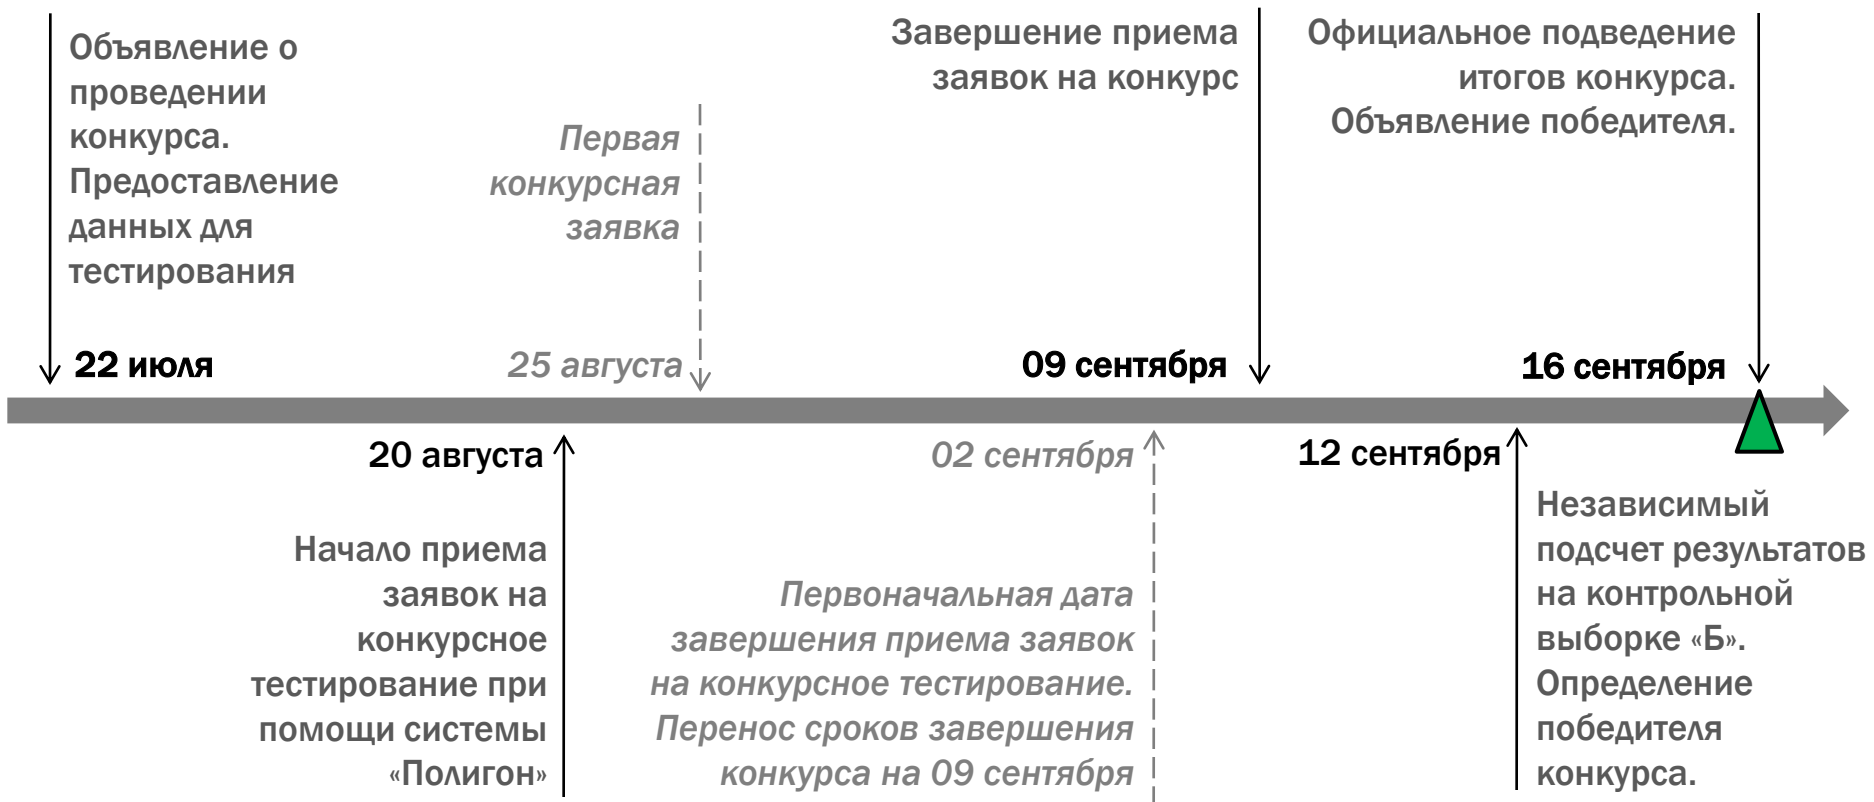 Объявление о
проведении
конкурса.
Предоставление
данных для
тестирования
22 июля
Первая
конкурсная
заявка
25 августа
Завершение приема
заявок на конкурс
09 сентября
Официальное подведение
итогов конкурса.
Объявление победителя.
16 сентября
20 августа
Начало приема
заявок на
конкурсное
тестирование при
помощи системы
«Полигон»
02 сентября
Первоначальная дата
завершения приема заявок
на конкурсное тестирование.
Перенос сроков завершения
конкурса на 09 сентября
12 сентября
Независимый
подсчет результатов
на контрольной
выборке «Б».
Определение
победителя
конкурса.